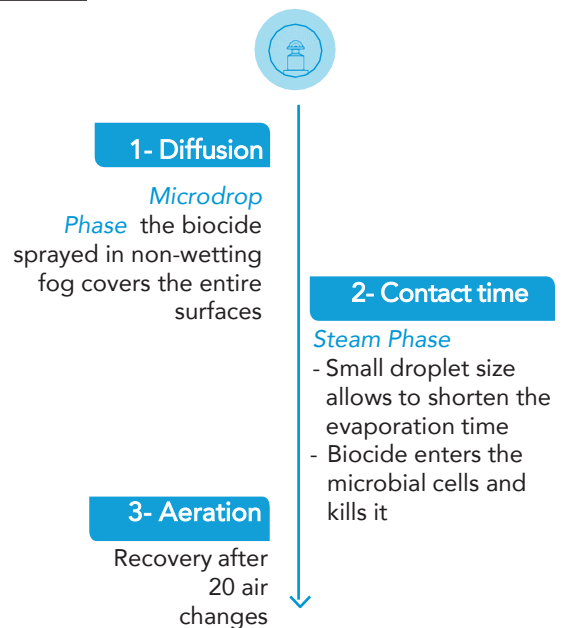 1- Diffusion
Microdrop
Phase the biocide
sprayed in non-wetting
fog covers the entire
surfaces
2- Contact time
Steam Phase
- Small droplet size
allows to shorten the
evaporation time
- Biocide enters the
microbial cells and
kills it
3- Aeration
Recovery after
20 air
changes